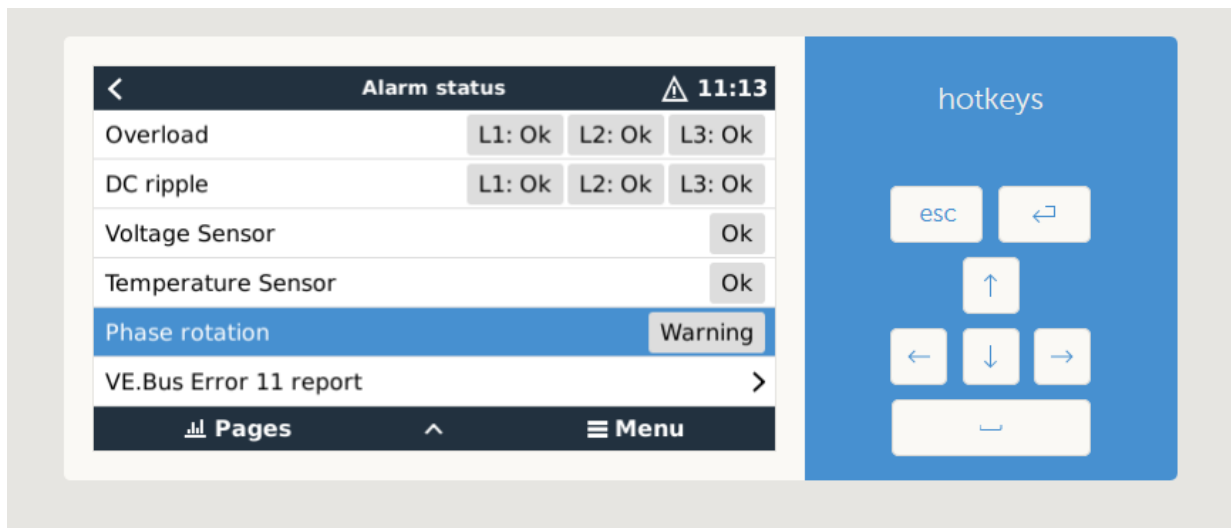 Alarm status 11:13
Overload L1: Ok L2: Ok L3: Ok
DC ripple L1: Ok L2: Ok L3: Ok
Voltage Sensor Ok
Temperature Sensor Ok
Phase rotation Warning
VE.Bus Error 11 report
Pages Menu
hotkeys
esc